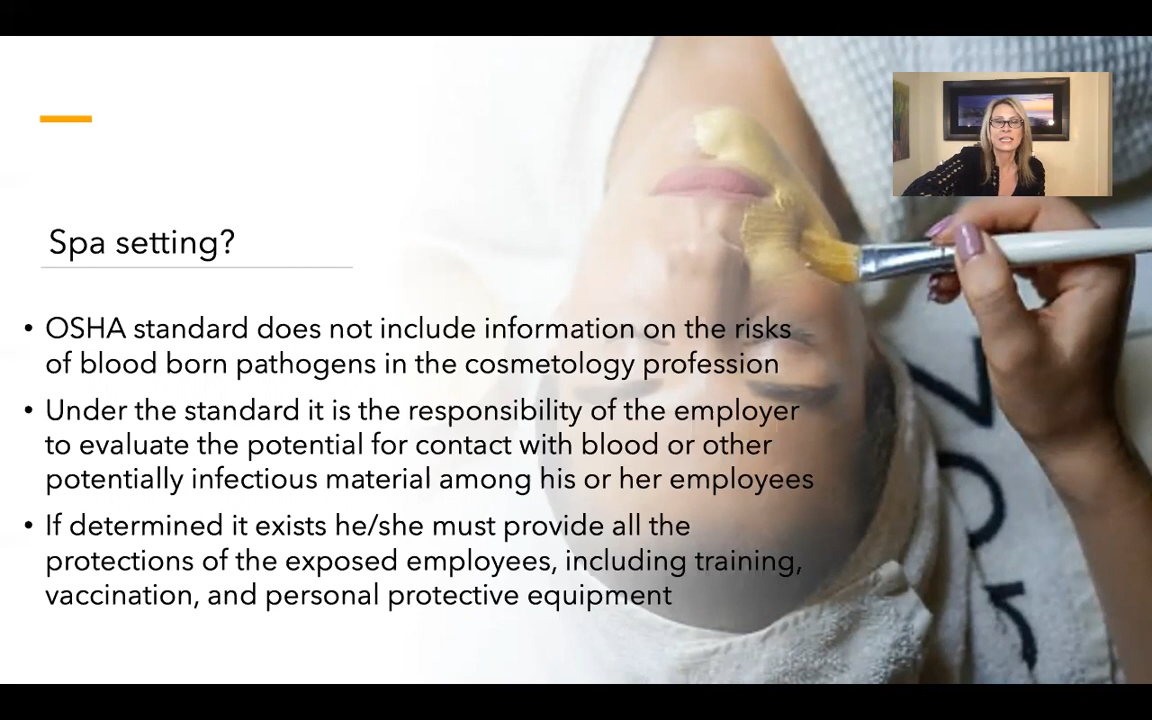 Spa setting?
• OSHA standard does not include information on the risks
of blood born pathogens in the cosmetology profession
• Under the standard it is the responsibility of the employer
to evaluate the potential for contact with blood or other
potentially infectious material among his or her employees
• If determined it exists he/she must provide all the
protections of the exposed employees, including training,
vaccination, and personal protective equipment